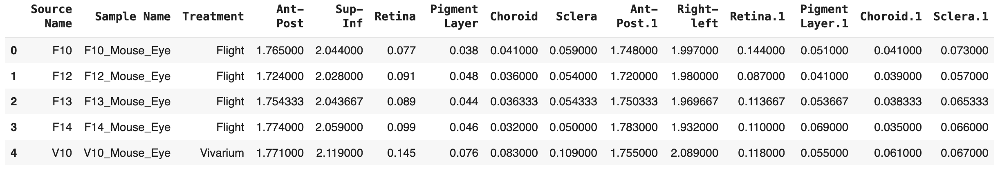 Source Name Sample Name Treatment Ant-Post Sup-Inf Retina Pigment Layer Choroid Sclera Ant-Post.1 Right-left Retina.1 Pigment Layer.1 Choroid.1 Sclera.1
0 F10 F10_Mouse_Eye Flight 1.765000 2.044000 0.077 0.038 0.041000 0.059000 1.748000 1.997000 0.144000 0.051000 0.041000 0.073000
1 F12 F12_Mouse_Eye Flight 1.724000 2.028000 0.091 0.048 0.036000 0.054000 1.720000 1.980000 0.087000 0.041000 0.039000 0.057000
2 F13 F13_Mouse_Eye Flight 1.754333 2.043667 0.089 0.044 0.036333 0.054333 1.750333 1.969667 0.113667 0.053667 0.038333 0.065333
3 F14 F14_Mouse_Eye Flight 1.774000 2.059000 0.099 0.046 0.032000 0.050000 1.783000 1.932000 0.110000 0.069000 0.035000 0.066000
4 V10 V10_Mouse_Eye Vivarium 1.771000 2.119000 0.145 0.076 0.083000 0.109000 1.755000 2.089000 0.118000 0.055000 0.061000 0.067000